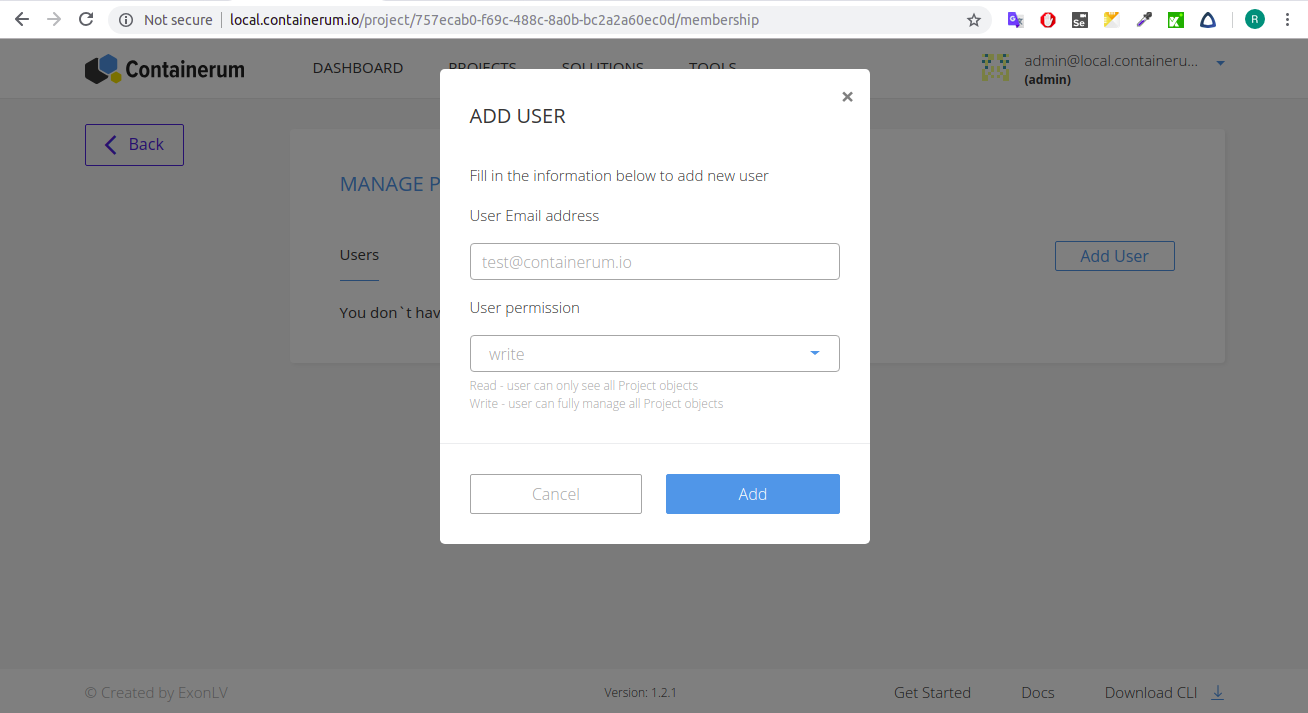 Not secure local.containerum.io/project/757ecab0-f69c-488c-8a0b-bc2a2a60ec0d/membership
Se
R
Containerum
DASHBOARD PROJECTS SOLUTIONS TOOLS
admin@local.containeru...
(admin)
Back
MANAGE P
Users
Add User
You don`t hav
×
ADD USER
Fill in the information below to add new user
User Email address
test@containerum.io
User permission
write
Read - user can only see all Project objects
Write - user can fully manage all Project objects
Cancel Add
© Created by ExonLV Version: 1.2.1 Get Started Docs Download CLI